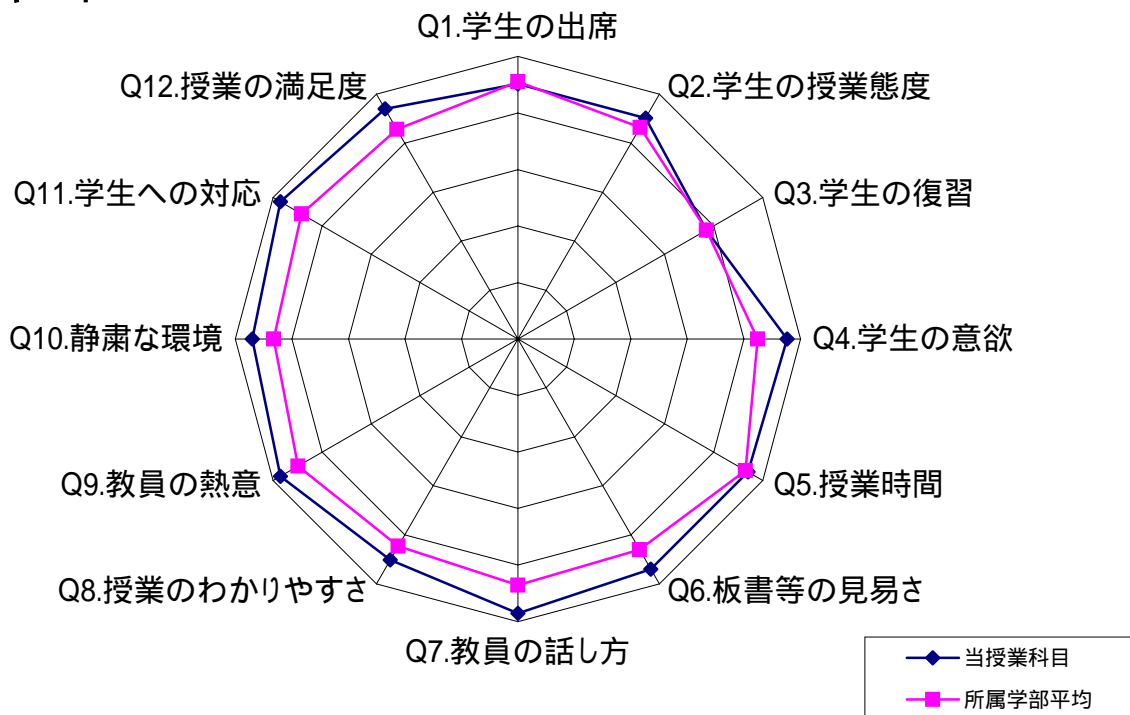 Q1.学生の出席
Q2.学生の授業態度
Q3.学生の復習
Q4.学生の意欲
Q5.授業時間
Q6.板書等の見易さ
Q7.教員の話し方
Q8.授業のわかりやすさ
Q9.教員の熱意
Q10.静粛な環境
Q11.学生への対応
Q12.授業の満足度
当授業科目
所属学部平均